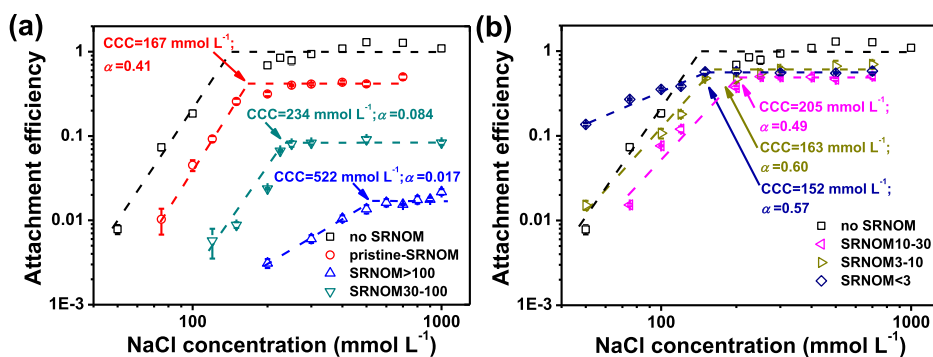 (a)
Attachment efficiency
1
0.1
0.01
1E-3
CCC=167 mmol L⁻¹;
α=0.41
CCC=234 mmol L⁻¹;α=0.084
CCC=522 mmol L⁻¹;α=0.017
no SRNOM
pristine-SRNOM
SRNOM>100
SRNOM30-100
100
1000
NaCl concentration (mmol L⁻¹)
(b)
Attachment efficiency
1
0.1
0.01
1E-3
CCC=205 mmol L⁻¹;
α=0.49
CCC=163 mmol L⁻¹;
α=0.60
CCC=152 mmol L⁻¹;
α=0.57
no SRNOM
SRNOM10-30
SRNOM3-10
SRNOM<3
100
1000
NaCl concentration (mmol L⁻¹)